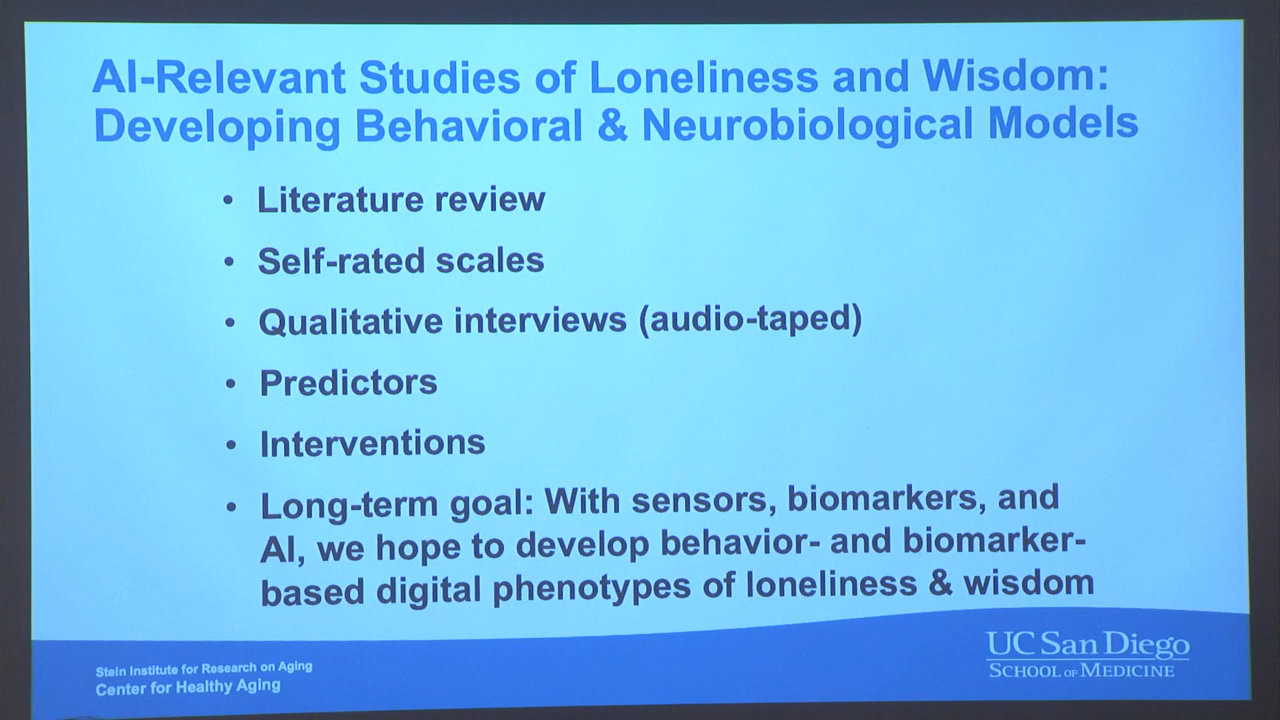 AI-Relevant Studies of Loneliness and Wisdom:
Developing Behavioral & Neurobiological Models
• Literature review
• Self-rated scales
• Qualitative interviews (audio-taped)
• Predictors
• Interventions
• Long-term goal: With sensors, biomarkers, and
AI, we hope to develop behavior- and biomarker-
based digital phenotypes of loneliness & wisdom
Stein Institute for Research on Aging
Center for Healthy Aging
UC San Diego
SCHOOL OF MEDICINE